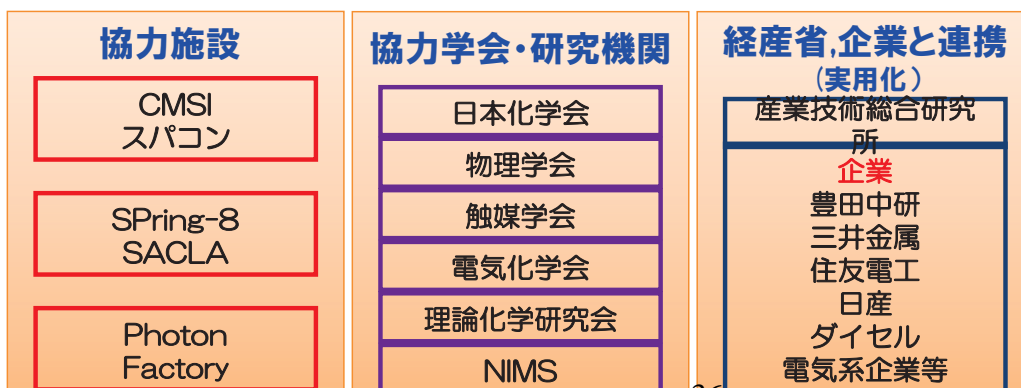 協力施設
CMSI
スパコン
SPring-8
SACLA
Photon
Factory
協力学会・研究機関
日本化学会
物理学会
触媒学会
電気化学会
理論化学研究会
NIMS
経産省,企業と連携
(実用化)
産業技術総合研究
所
企業
豊田中研
三井金属
住友電工
日産
ダイセル
電気系企業等